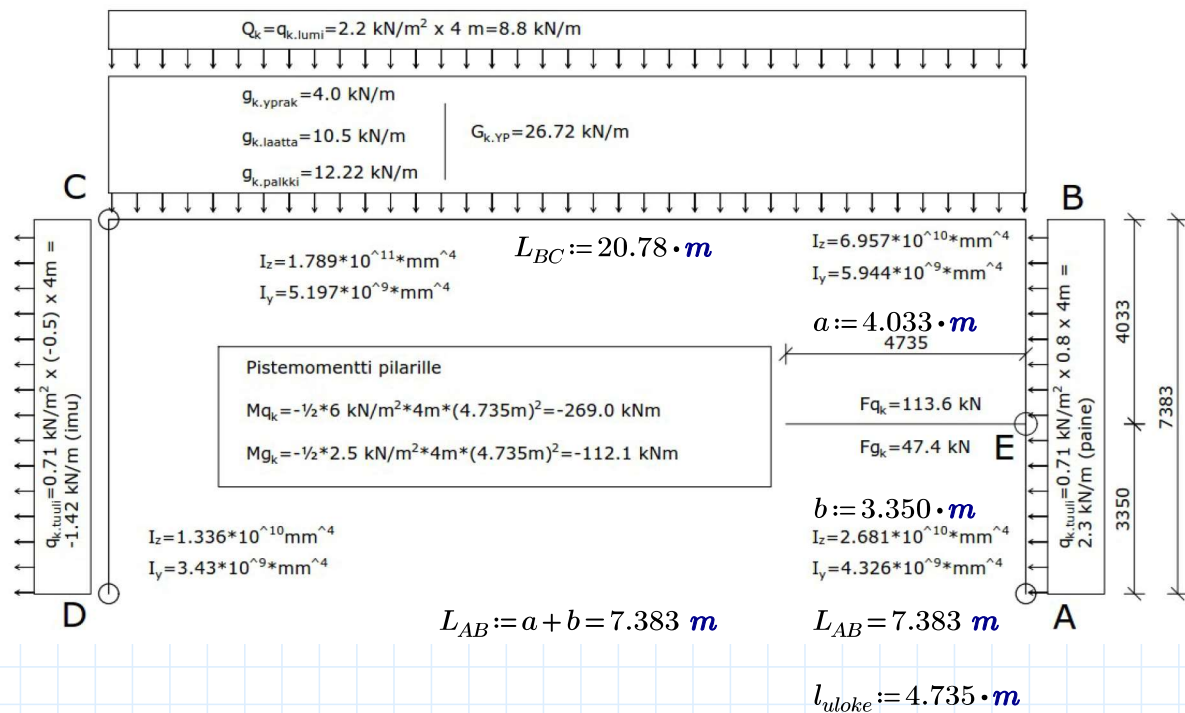 Qk=qk.lumi=2.2 kN/m² x 4 m=8.8 kN/m
gk.yprak=4.0 kN/m
gk.laatta=10.5 kN/m
Gk.YP=26.72 kN/m
gk.palkki=12.22 kN/m
C
B
L_BC := 20.78 · m
Iz=1.789*10^11*mm^4
Iy=5.197*10^9*mm^4
Iz=6.957*10^10*mm^4
Iy=5.944*10^9*mm^4
a := 4.033 · m
4735
qk.tuuli=0.71 kN/m² x (-0.5) x 4m =
-1.42 kN/m (imu)
Pistemomentti pilarille
Mqk=-½*6 kN/m²*4m*(4.735m)²=-269.0 kNm
Mgk=-½*2.5 kN/m²*4m*(4.735m)²=-112.1 kNm
Fqk=113.6 kN
E
Fgk=47.4 kN
qk.tuuli=0.71 kN/m² x 0.8 x 4m =
2.3 kN/m (paine)
4033
7383
3350
b := 3.350 · m
Iz=1.336*10^10mm^4
Iy=3.43*10^9*mm^4
Iz=2.681*10^10*mm^4
Iy=4.326*10^9*mm^4
D
A
L_AB := a + b = 7.383 m
L_AB = 7.383 m
l_uloke := 4.735 · m